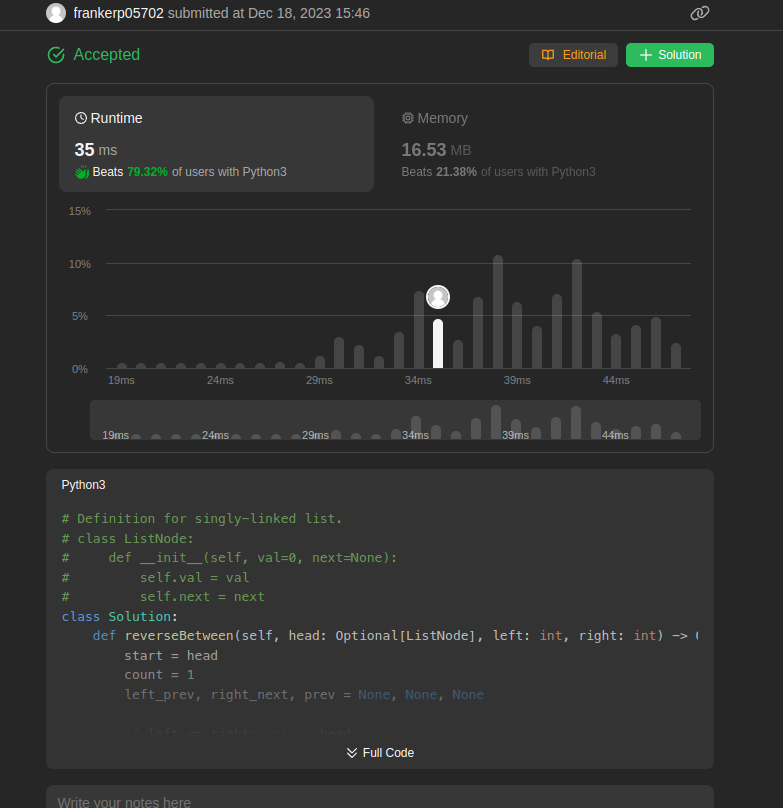 frankerp05702 submitted at Dec 18, 2023 15:46
Accepted
Editorial
Solution
Runtime
35 ms
Beats 79.32% of users with Python3
Memory
16.53 MB
Beats 21.38% of users with Python3
15%
10%
5%
0%
19ms 24ms 29ms 34ms 39ms 44ms
19ms 24ms 29ms 34ms 39ms 44ms
Python3
# Definition for singly-linked list.
# class ListNode:
#     def __init__(self, val=0, next=None):
#         self.val = val
#         self.next = next
class Solution:
    def reverseBetween(self, head: Optional[ListNode], left: int, right: int) ->
        start = head
        count = 1
        left_prev, right_next, prev = None, None, None
        if left == right: return head
Full Code
Write your notes here